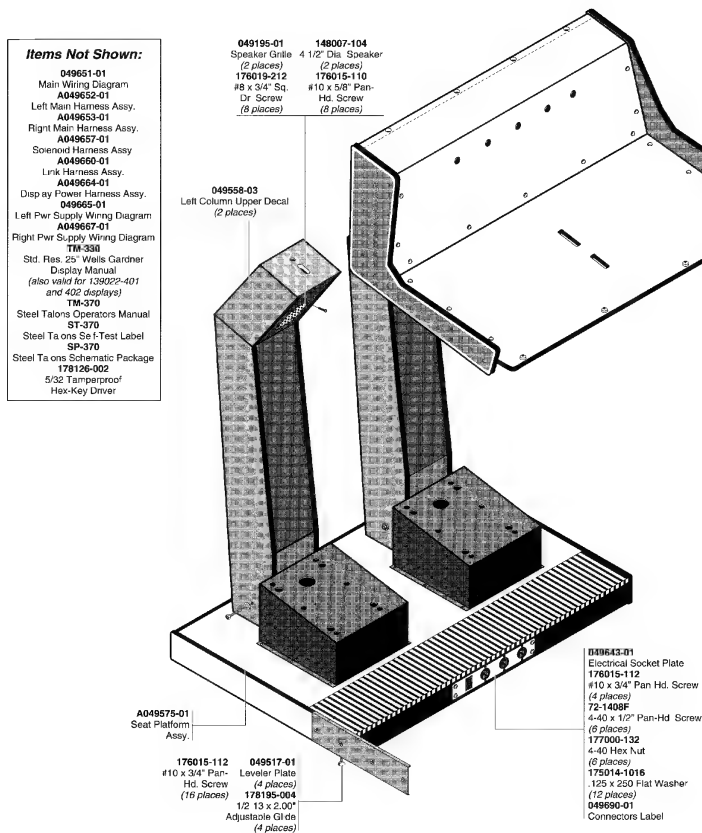 Items Not Shown:
049651-01
Main Wiring Diagram
A049652-01
Left Main Harness Assy.
A049653-01
Right Main Harness Assy.
A049657-01
Solenoid Harness Assy
A049660-01
Link Harness Assy.
A049664-01
Display Power Harness Assy.
049665-01
Left Pwr Supply Wiring Diagram
A049667-01
Right Pwr Supply Wiring Diagram
TM-330
Std. Res. 25" Wells Gardner
Display Manual
(also valid for 139022-401
and 402 displays)
TM-370
Steel Talons Operators Manual
ST-370
Steel Talons Self-Test Label
SP-370
Steel Talons Schematic Package
178126-002
5/32 Tamperproof
Hex-Key Driver
049195-01
Speaker Grille
(2 places)
176019-212
#8 x 3/4" Sq.
Dr Screw
(8 places)
148007-104
4 1/2" Dia Speaker
(2 places)
176015-110
#10 x 5/8" Pan-
Hd. Screw
(8 places)
049558-03
Left Column Upper Decal
(2 places)
A049575-01
Seat Platform
Assy.
176015-112
#10 x 3/4" Pan-
Hd. Screw
(16 places)
049517-01
Leveler Plate
(4 places)
178195-004
1/2 13 x 2.00"
Adjustable Glide
(4 places)
049643-01
Electrical Socket Plate
176015-112
#10 x 3/4" Pan Hd. Screw
(4 places)
72-1408F
4-40 x 1/2" Pan-Hd Screw
(6 places)
177000-132
4-40 Hex Nut
(6 places)
175014-1016
.125 x 250 Flat Washer
(12 places)
049690-01
Connectors Label